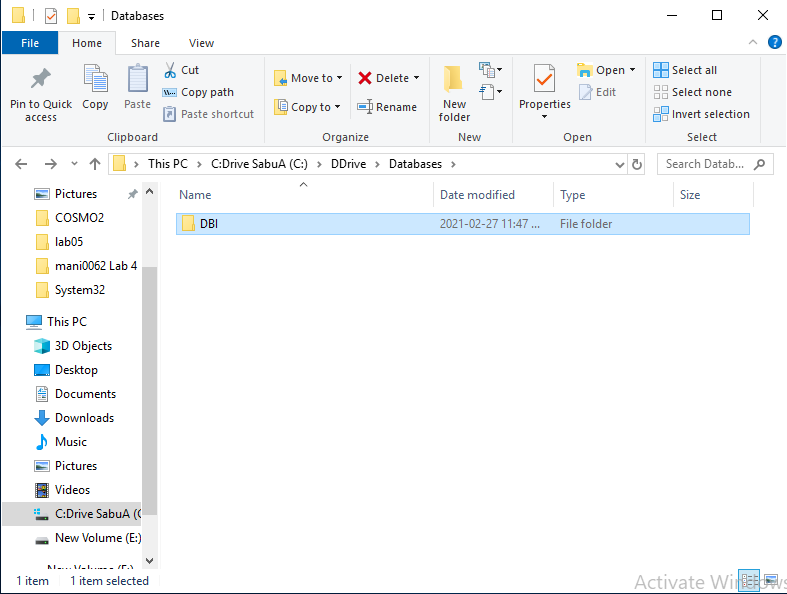 Databases
File Home Share View
Pin to Quick access
Copy
Paste
Cut
Copy path
Paste shortcut
Clipboard
Move to
Copy to
Delete
Rename
Organize
New folder
New
Properties
Open
Edit
Open
Select all
Select none
Invert selection
Select
This PC > C:Drive SabuA (C:) > DDrive > Databases >
Search Datab...
Pictures
COSMO2
lab05
mani0062 Lab 4
System32
This PC
3D Objects
Desktop
Documents
Downloads
Music
Pictures
Videos
C:Drive SabuA (C
New Volume (E:)
New Volume (E:)
Name Date modified Type Size
DBI 2021-02-27 11:47 ... File folder
1 item 1 item selected
Activate Windows